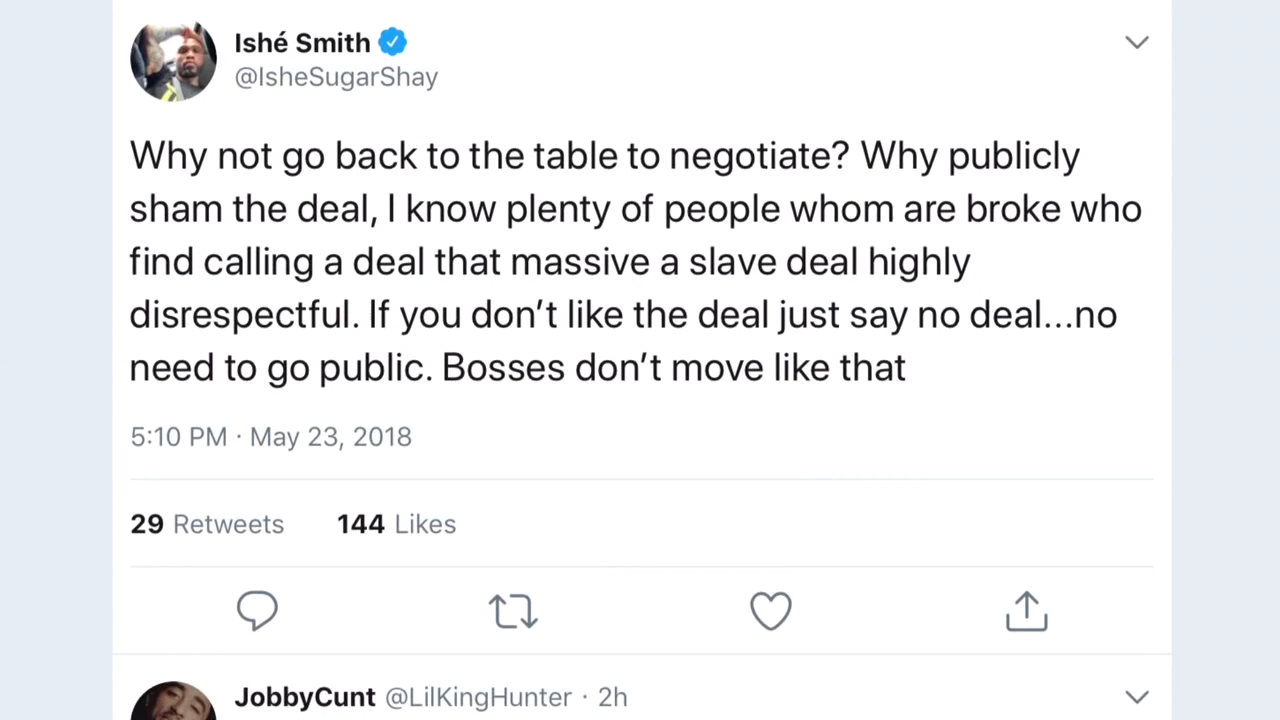 Ishé Smith
@IsheSugarShay
Why not go back to the table to negotiate? Why publicly
sham the deal, I know plenty of people whom are broke who
find calling a deal that massive a slave deal highly
disrespectful. If you don’t like the deal just say no deal...no
need to go public. Bosses don’t move like that
5:10 PM · May 23, 2018
29 Retweets 144 Likes
JobbyCunt @LilKingHunter · 2h